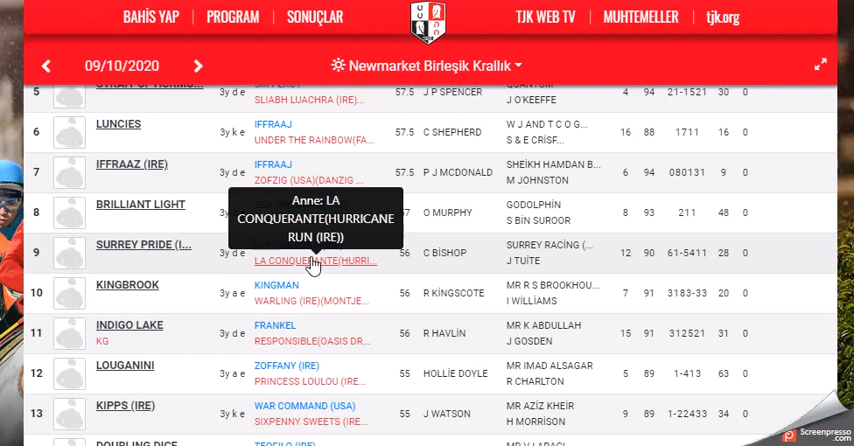 BAHİS YAP PROGRAM SONUÇLAR TJK WEB TV MUHTEMELLER tjk.org
09/10/2020 Newmarket Birleşik Krallık
5 3y d e 57.5 J P SPENCER 4 94 21-1521 30 0
SLIABH LUACHRA (IRE)... J O'KEEFFE
6 LUNCIES 3y k e IFFRAAJ 57.5 C SHEPHERD W J AND T C O G... 16 88 1711 16 0
UNDER THE RAINBOW(FA... S & E CRİSF...
7 IFFRAAZ (IRE) 3y d e IFFRAAJ 57.5 P J MCDONALD SHEİKH HAMDAN B... 6 94 080131 9 0
ZOFZIG (USA)(DANZIG ... M JOHNSTON
8 BRILLIANT LIGHT O MURPHY GODOLPHIN 8 93 211 48 0
S BİN SUROOR
Anne: LA
CONQUERANTE(HURRICANE
RUN (IRE))
9 SURREY PRIDE (I... 3y d e 56 C BİSHOP SURREY RACİNG (... 12 90 61-5411 28 0
LA CONQUERANTE(HURRI... J TUİTE
10 KINGBROOK 3y a e KINGMAN 56 R KİNGSCOTE MR R S BROOKHOU... 7 91 3183-33 20 0
WARLING (IRE)(MONTJE... I WİLLİAMS
11 INDIGO LAKE 3y d e FRANKEL 56 R HAVLİN MR K ABDULLAH 15 91 312521 31 0
KG RESPONSIBLE(OASIS DR... J GOSDEN
12 LOUGANINI 3y a e ZOFFANY (IRE) 55 HOLLİE DOYLE MR IMAD ALSAGAR 5 89 1-413 63 0
PRINCESS LOULOU (IRE... R CHARLTON
13 KIPPS (IRE) 3y k e WAR COMMAND (USA) 55 J WATSON MR AZİZ KHEİR 9 89 1-22433 34 0
SIXPENNY SWEETS (IRE... H MORRİSON
Screenpresso
.com